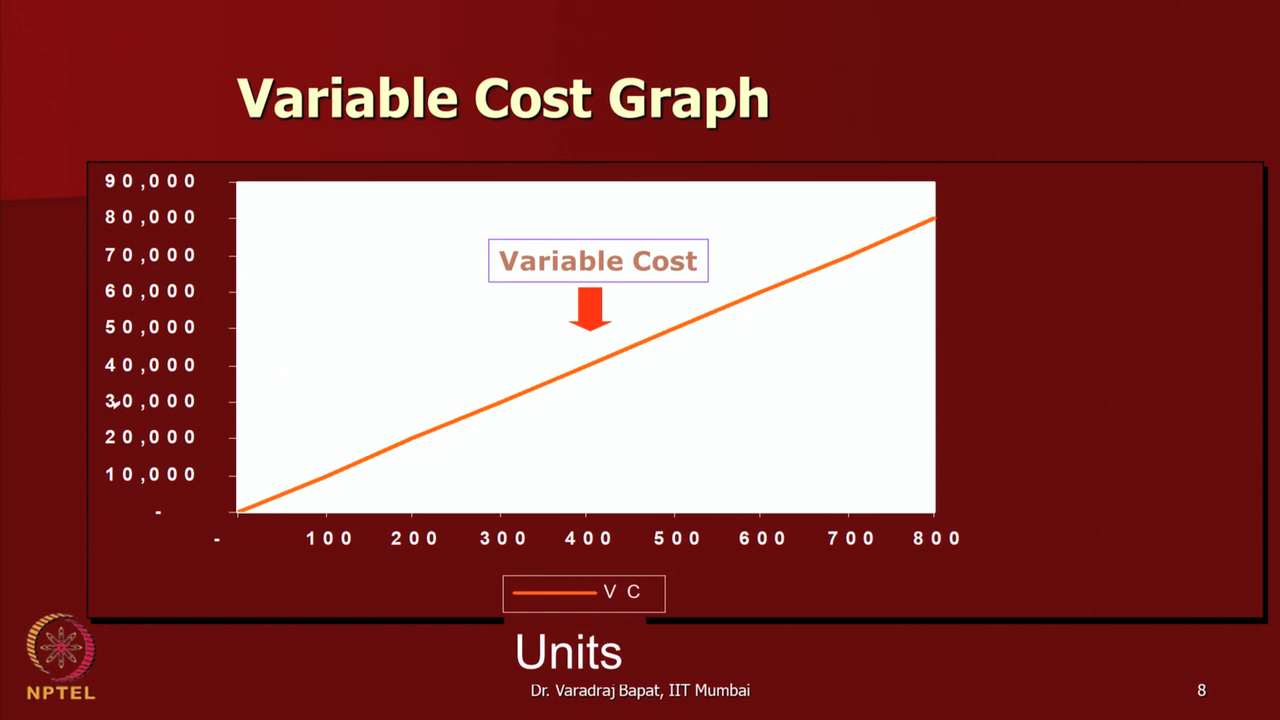 Variable Cost Graph
90,000
80,000
70,000
60,000
50,000
40,000
30,000
20,000
10,000
-
Variable Cost
- 100 200 300 400 500 600 700 800
V C
Units
NPTEL
Dr. Varadraj Bapat, IIT Mumbai
8